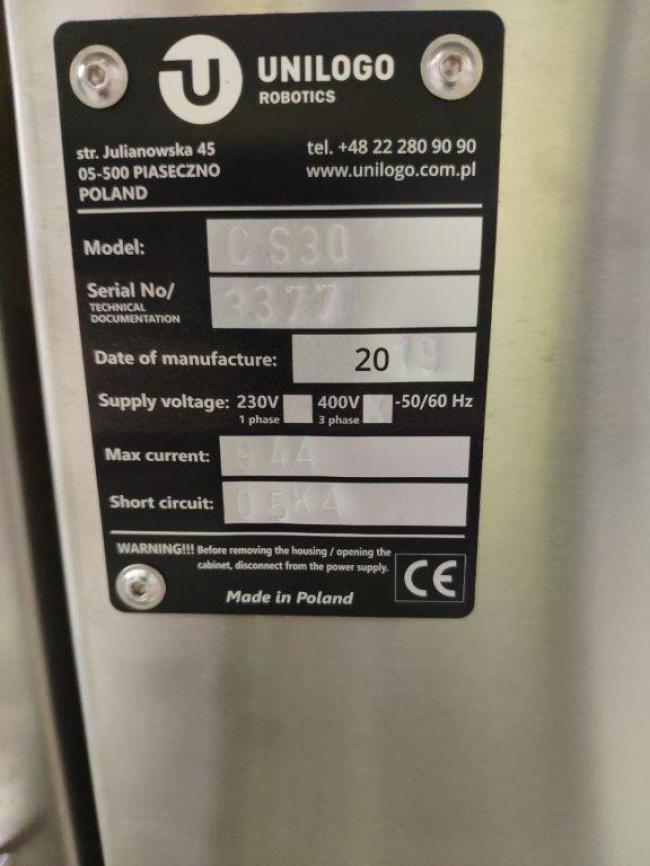 UNILOGO
ROBOTICS
str. Julianowska 45
05-500 PIASECZNO
POLAND
tel. +48 22 280 90 90
www.unilogo.com.pl
Model: CS30
Serial No/
TECHNICAL
DOCUMENTATION
Date of manufacture: 2019
Supply voltage: 230V 400V X -50/60 Hz
1 phase 3 phase
Max current:
Short circuit:
WARNING!!! Before removing the housing / opening the
cabinet, disconnect from the power supply.
CE
Made in Poland